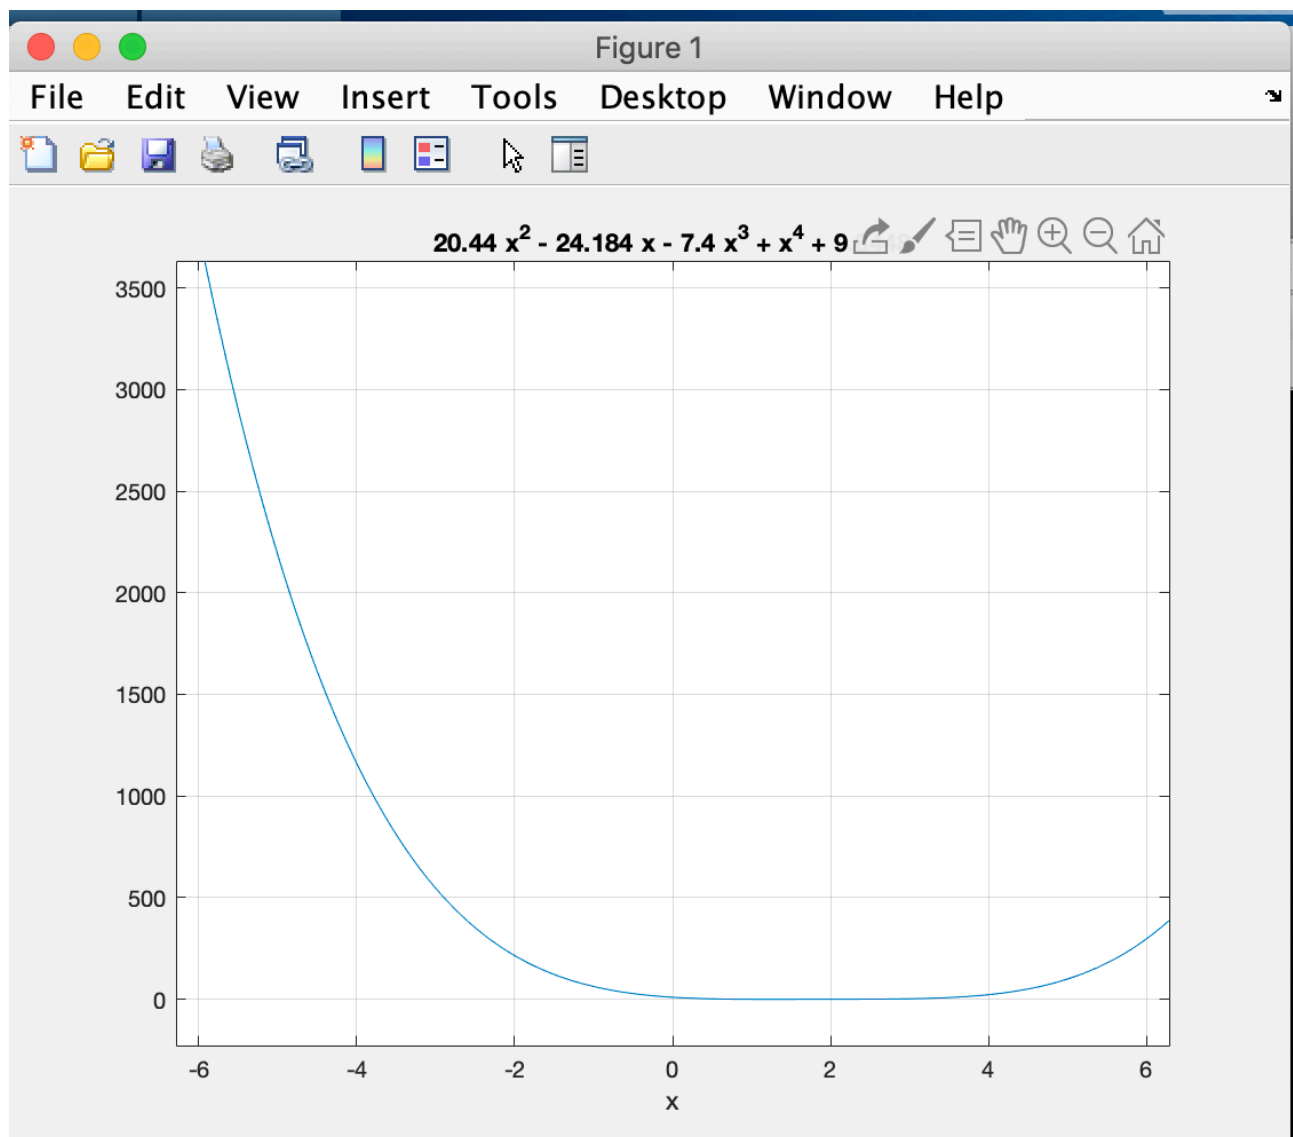 Figure 1
File Edit View Insert Tools Desktop Window Help
20.44 x² - 24.184 x - 7.4 x³ + x⁴ + 9
3500
3000
2500
2000
1500
1000
500
0
-6 -4 -2 0 2 4 6
x